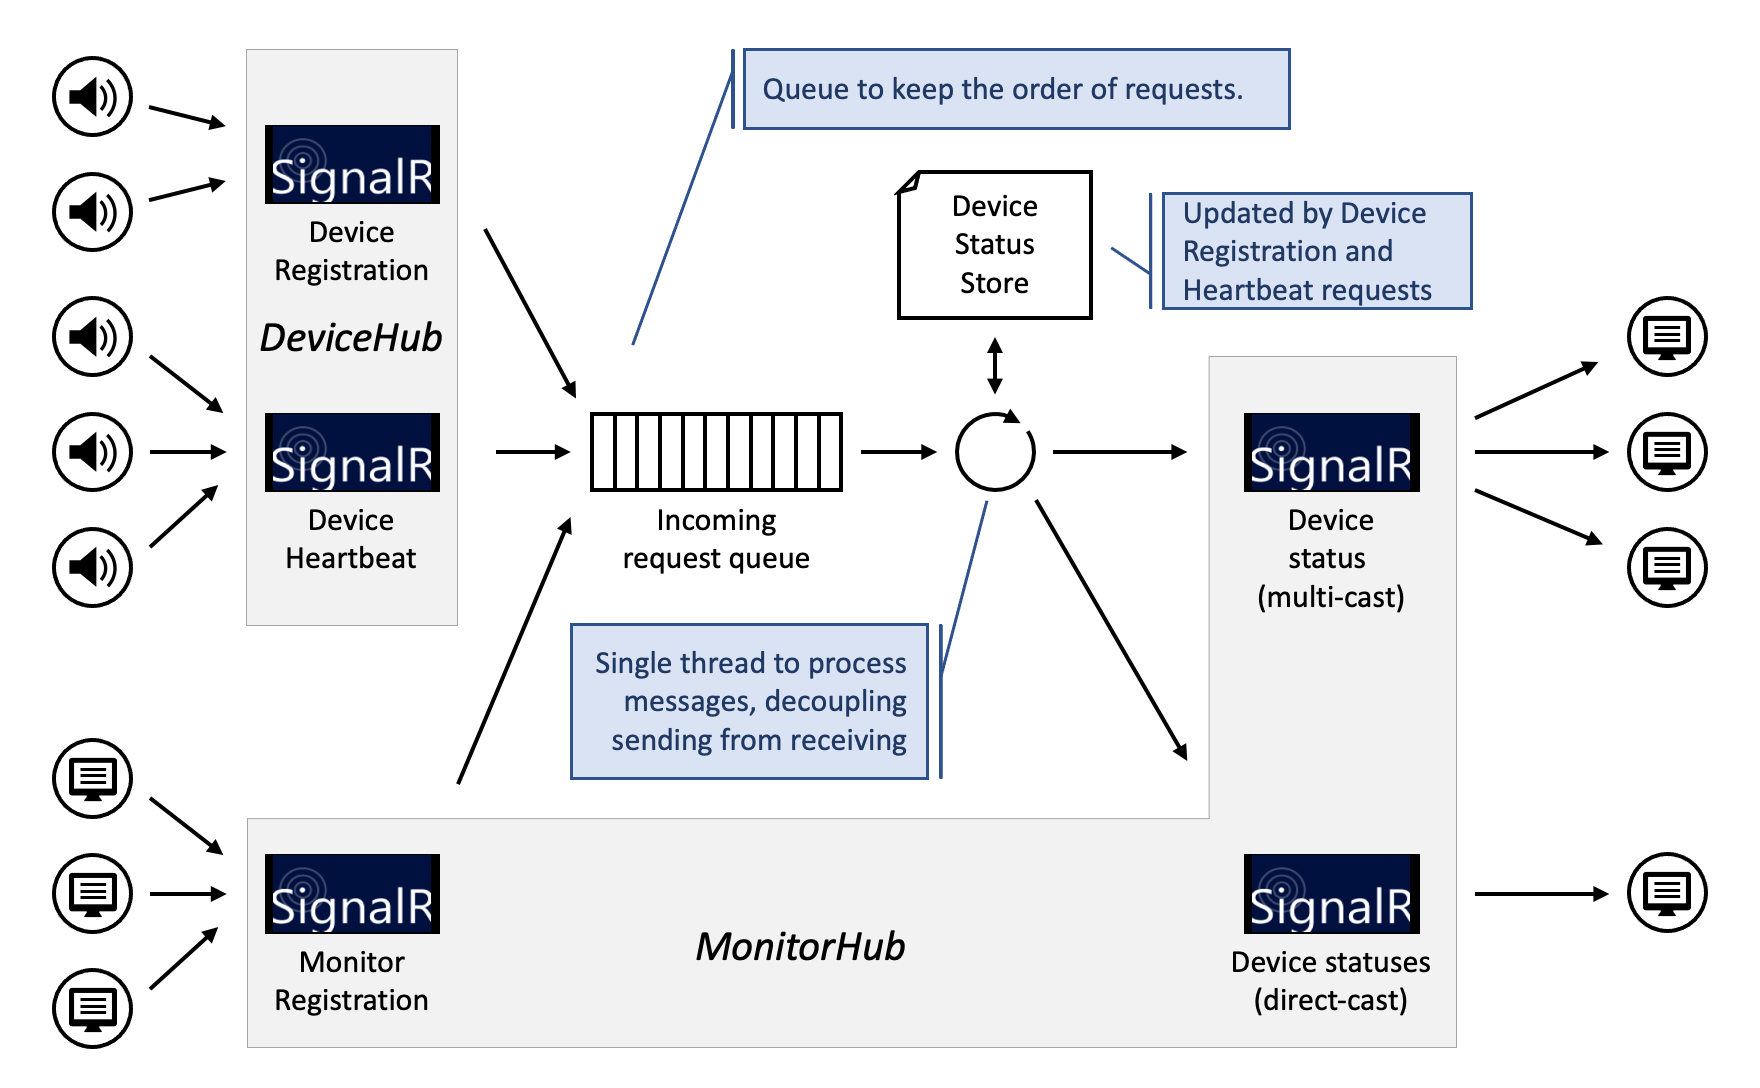 Queue to keep the order of requests.
SignalR
Device
Registration
DeviceHub
SignalR
Device
Heartbeat
Device
Status
Store
Updated by Device
Registration and
Heartbeat requests
Incoming
request queue
Single thread to process
messages, decoupling
sending from receiving
SignalR
Device
status
(multi-cast)
SignalR
Monitor
Registration
MonitorHub
SignalR
Device statuses
(direct-cast)